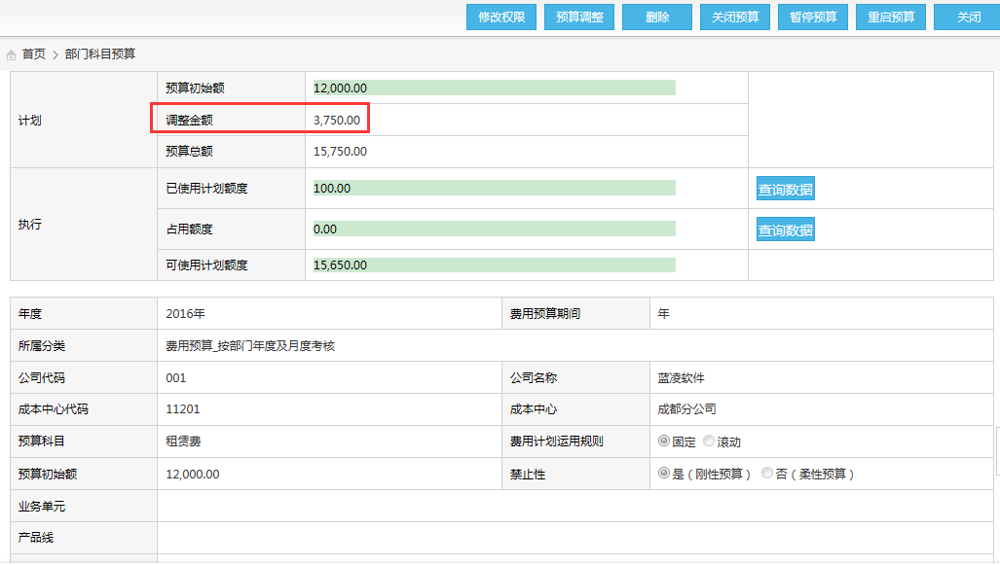 修改权限 预算调整 删除 关闭预算 暂停预算 重启预算 关闭
首页 > 部门科目预算
计划
预算初始额 12,000.00
调整金额 3,750.00
预算总额 15,750.00
执行
已使用计划额度 100.00 查询数据
占用额度 0.00 查询数据
可使用计划额度 15,650.00
年度 2016年 费用预算期间 年
所属分类 费用预算_按部门年度及月度考核
公司代码 001 公司名称 蓝凌软件
成本中心代码 11201 成本中心 成都分公司
预算科目 租赁费 费用计划运用规则 固定 滚动
预算初始额 12,000.00 禁止性 是（刚性预算） 否（柔性预算）
业务单元
产品线